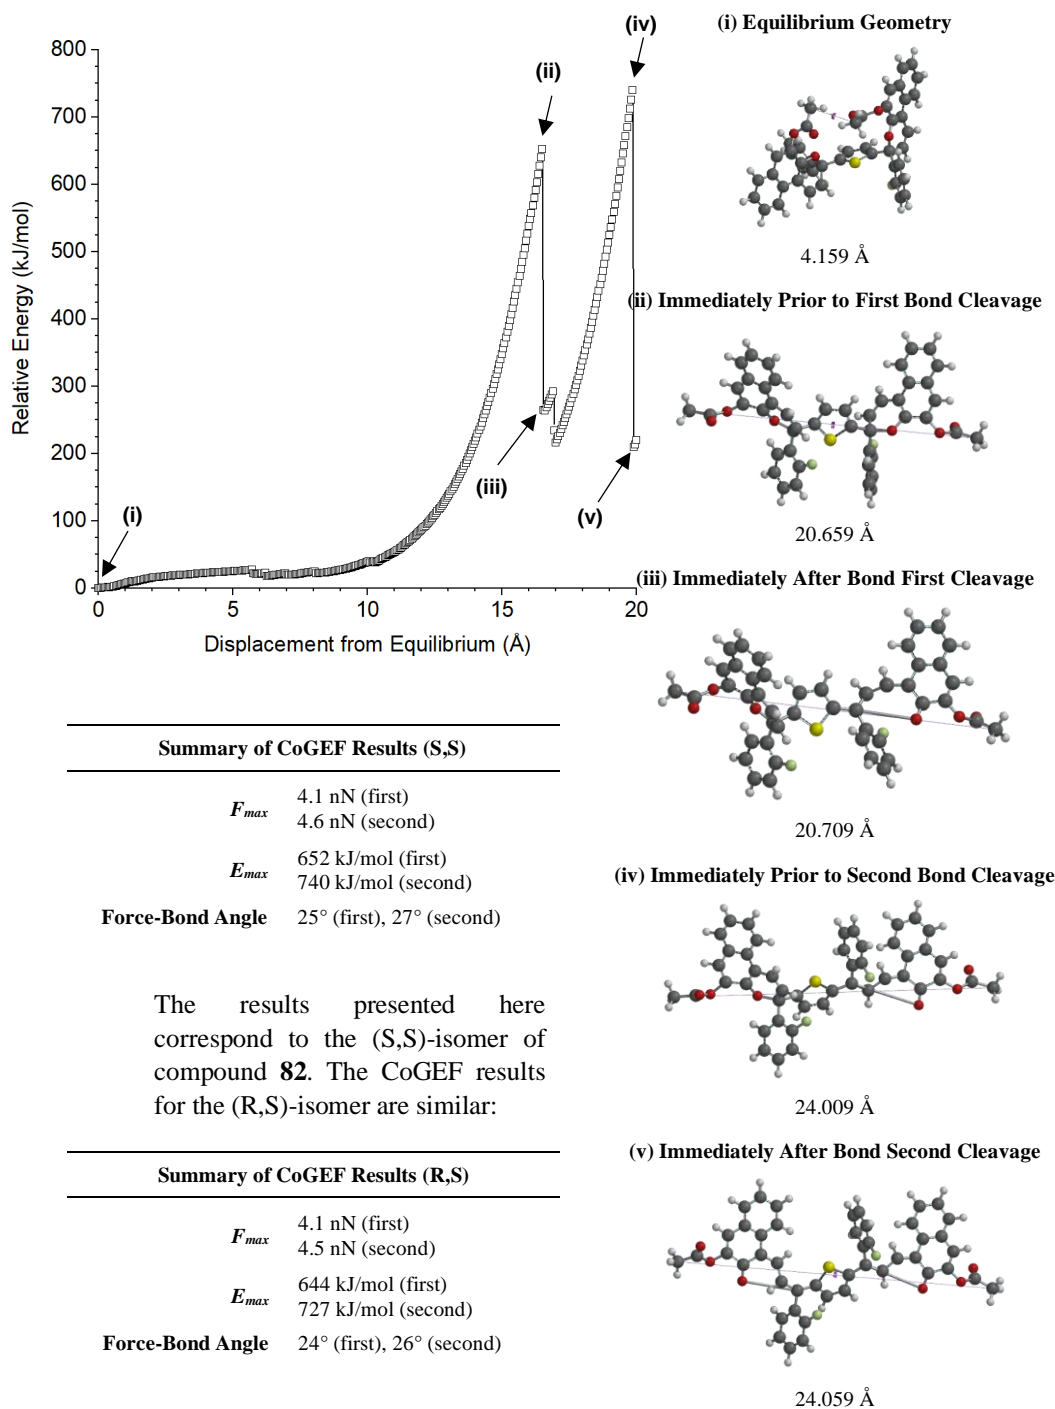 (i) Equilibrium Geometry
(iv)
800
(ii)
700
600
500
400
300
200
100
0
Relative Energy (kJ/mol)
(iii)
(v)
(i)
0
5
10
15
20
Displacement from Equilibrium (Å)
4.159 Å
(ii) Immediately Prior to First Bond Cleavage
20.659 Å
(iii) Immediately After Bond First Cleavage
20.709 Å
(iv) Immediately Prior to Second Bond Cleavage
24.009 Å
(v) Immediately After Bond Second Cleavage
24.059 Å
Summary of CoGEF Results (S,S)
Fmax
4.1 nN (first)
4.6 nN (second)
Emax
652 kJ/mol (first)
740 kJ/mol (second)
Force-Bond Angle 25° (first), 27° (second)
The results presented here
correspond to the (S,S)-isomer of
compound 82. The CoGEF results
for the (R,S)-isomer are similar:
Summary of CoGEF Results (R,S)
Fmax
4.1 nN (first)
4.5 nN (second)
Emax
644 kJ/mol (first)
727 kJ/mol (second)
Force-Bond Angle 24° (first), 26° (second)